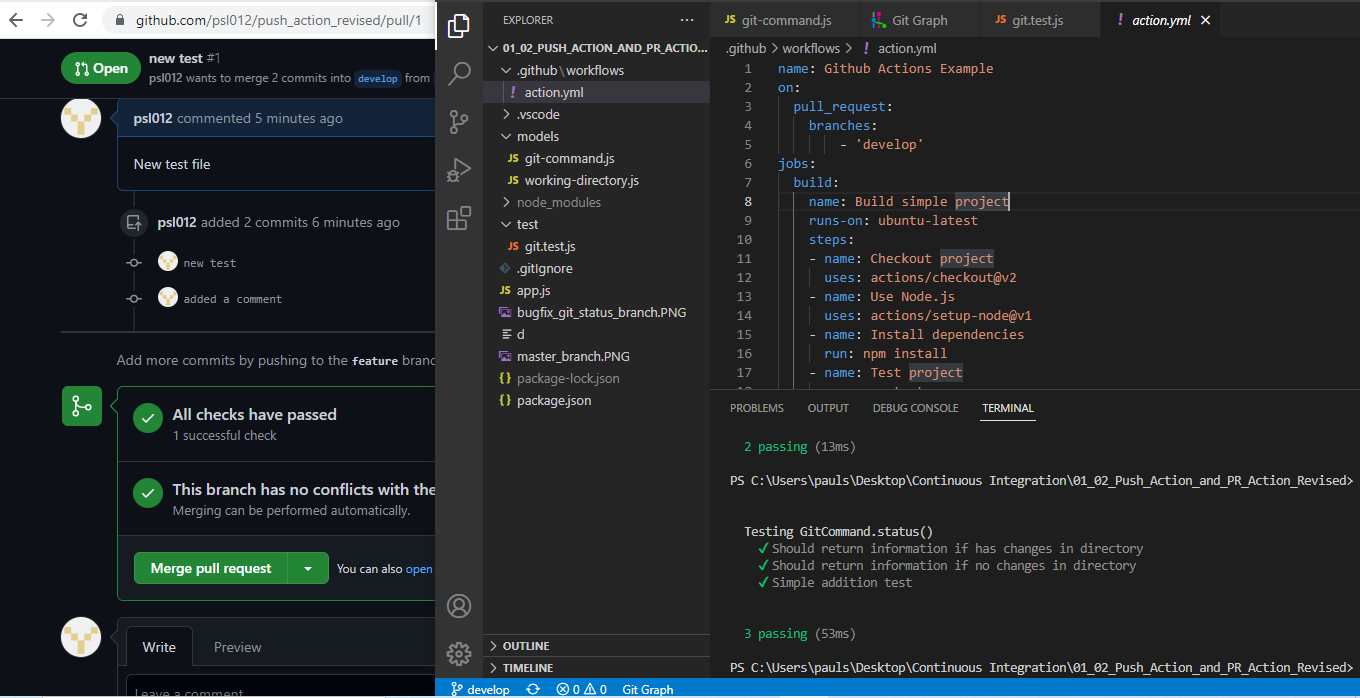 github.com/psl012/push_action_revised/pull/1
Open
new test #1
psl012 wants to merge 2 commits into develop from
psl012 commented 5 minutes ago
New test file
psl012 added 2 commits 6 minutes ago
new test
added a comment
Add more commits by pushing to the feature branc
All checks have passed
1 successful check
This branch has no conflicts with the
Merging can be performed automatically.
Merge pull request
You can also open
Write
Preview
Leave a comment
EXPLORER
01_02_PUSH_ACTION_AND_PR_ACTIO...
.github\workflows
! action.yml
.vscode
models
JS git-command.js
JS working-directory.js
node_modules
test
JS git.test.js
.gitIgnore
JS app.js
bugfix_git_status_branch.PNG
d
master_branch.PNG
{} package-lock.json
{} package.json
OUTLINE
TIMELINE
JS git-command.js
Git Graph
JS git.test.js
! action.yml
.github > workflows > ! action.yml
1 name: Github Actions Example
2 on:
3 pull_request:
4 branches:
5 - 'develop'
6 jobs:
7 build:
8 name: Build simple project
9 runs-on: ubuntu-latest
10 steps:
11 - name: Checkout project
12 uses: actions/checkout@v2
13 - name: Use Node.js
14 uses: actions/setup-node@v1
15 - name: Install dependencies
16 run: npm install
17 - name: Test project
PROBLEMS OUTPUT DEBUG CONSOLE TERMINAL
2 passing (13ms)
PS C:\Users\pauls\Desktop\Continuous Integration\01_02_Push_Action_and_PR_Action_Revised>
Testing GitCommand.status()
✓ Should return information if has changes in directory
✓ Should return information if no changes in directory
✓ Simple addition test
3 passing (53ms)
PS C:\Users\pauls\Desktop\Continuous Integration\01_02_Push_Action_and_PR_Action_Revised>
develop 0 0 Git Graph